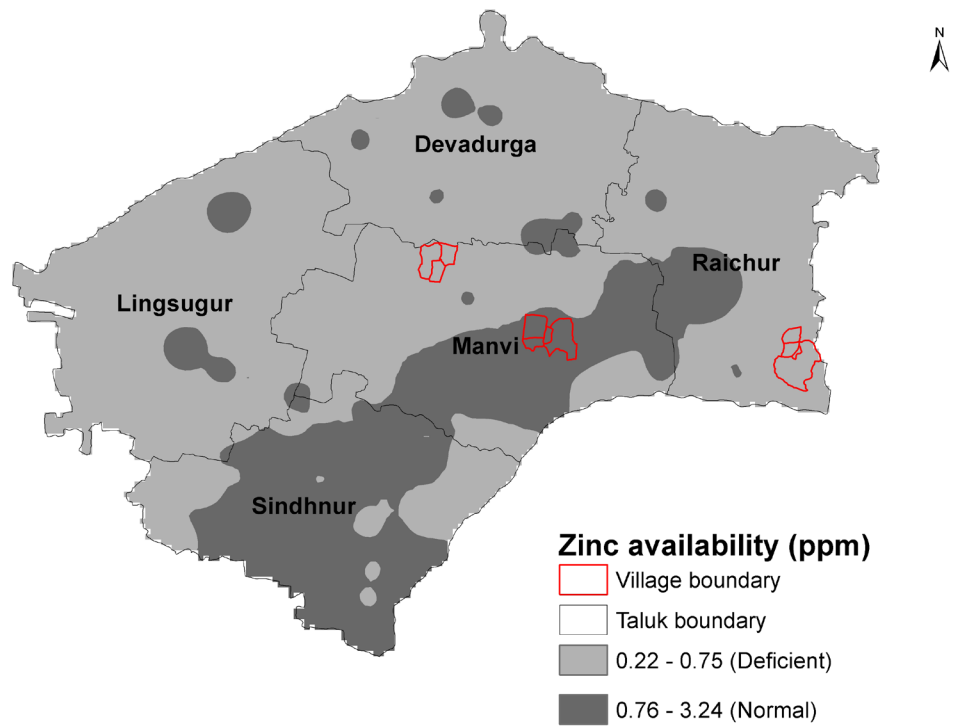 N
Devadurga
Raichur
Lingsugur
Manvi
Sindhnur
Zinc availability (ppm)
Village boundary
Taluk boundary
0.22 - 0.75 (Deficient)
0.76 - 3.24 (Normal)